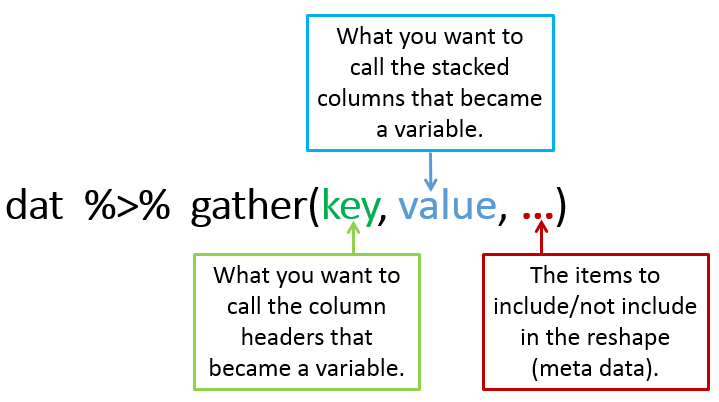 What you want to
call the stacked
columns that became
a variable.
dat %>% gather(key, value, ...)
What you want to
call the column
headers that
became a variable.
The items to
include/not include
in the reshape
(meta data).